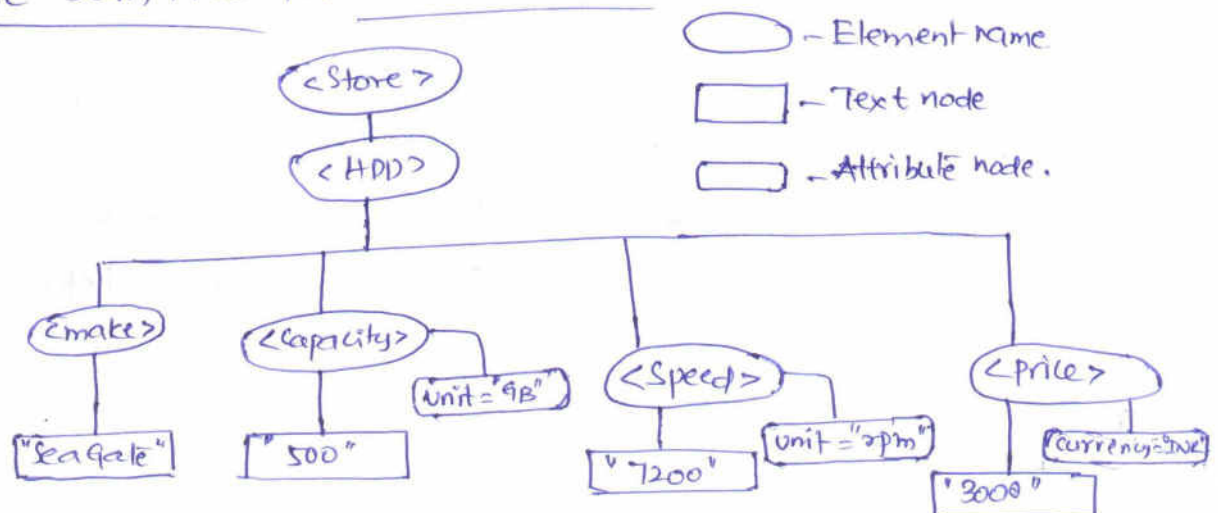 - Element name
<Store>
- Text node
<HDD>
- Attribute node.
<make>
<Capacity>
<Speed>
<price>
unit="GB"
"SeaGate"
"500"
unit="rpm"
currency="INR"
"7200"
"3000"